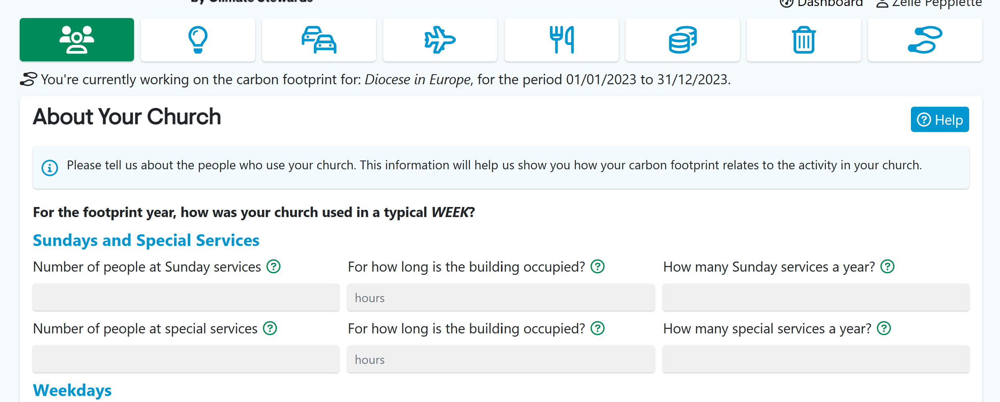 by Climate Stewards
Dashboard Zelie Peppiette
You're currently working on the carbon footprint for: Diocese in Europe, for the period 01/01/2023 to 31/12/2023.
About Your Church
Help
Please tell us about the people who use your church. This information will help us show you how your carbon footprint relates to the activity in your church.
For the footprint year, how was your church used in a typical WEEK?
Sundays and Special Services
Number of people at Sunday services For how long is the building occupied? How many Sunday services a year?
hours
Number of people at special services For how long is the building occupied? How many special services a year?
hours
Weekdays